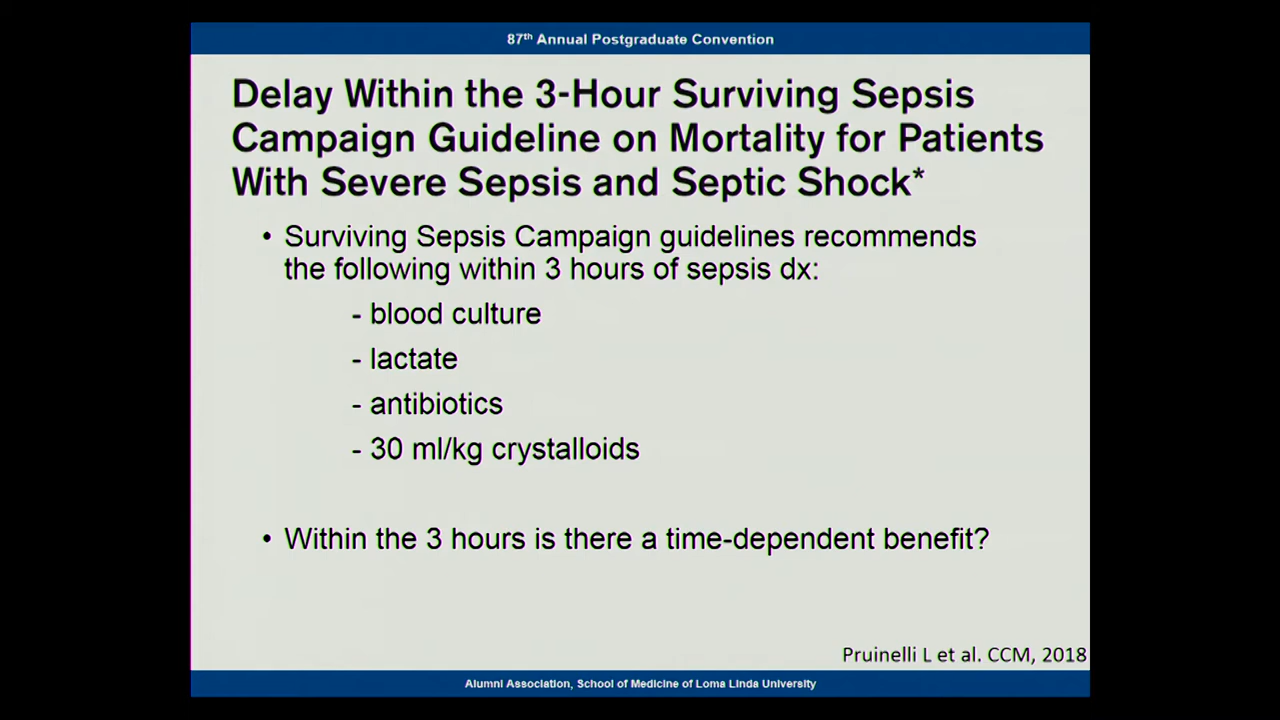 87th Annual Postgraduate Convention
Delay Within the 3-Hour Surviving Sepsis
Campaign Guideline on Mortality for Patients
With Severe Sepsis and Septic Shock*
• Surviving Sepsis Campaign guidelines recommends
the following within 3 hours of sepsis dx:
- blood culture
- lactate
- antibiotics
- 30 ml/kg crystalloids
• Within the 3 hours is there a time-dependent benefit?
Pruinelli L et al. CCM, 2018
Alumni Association, School of Medicine of Loma Linda University